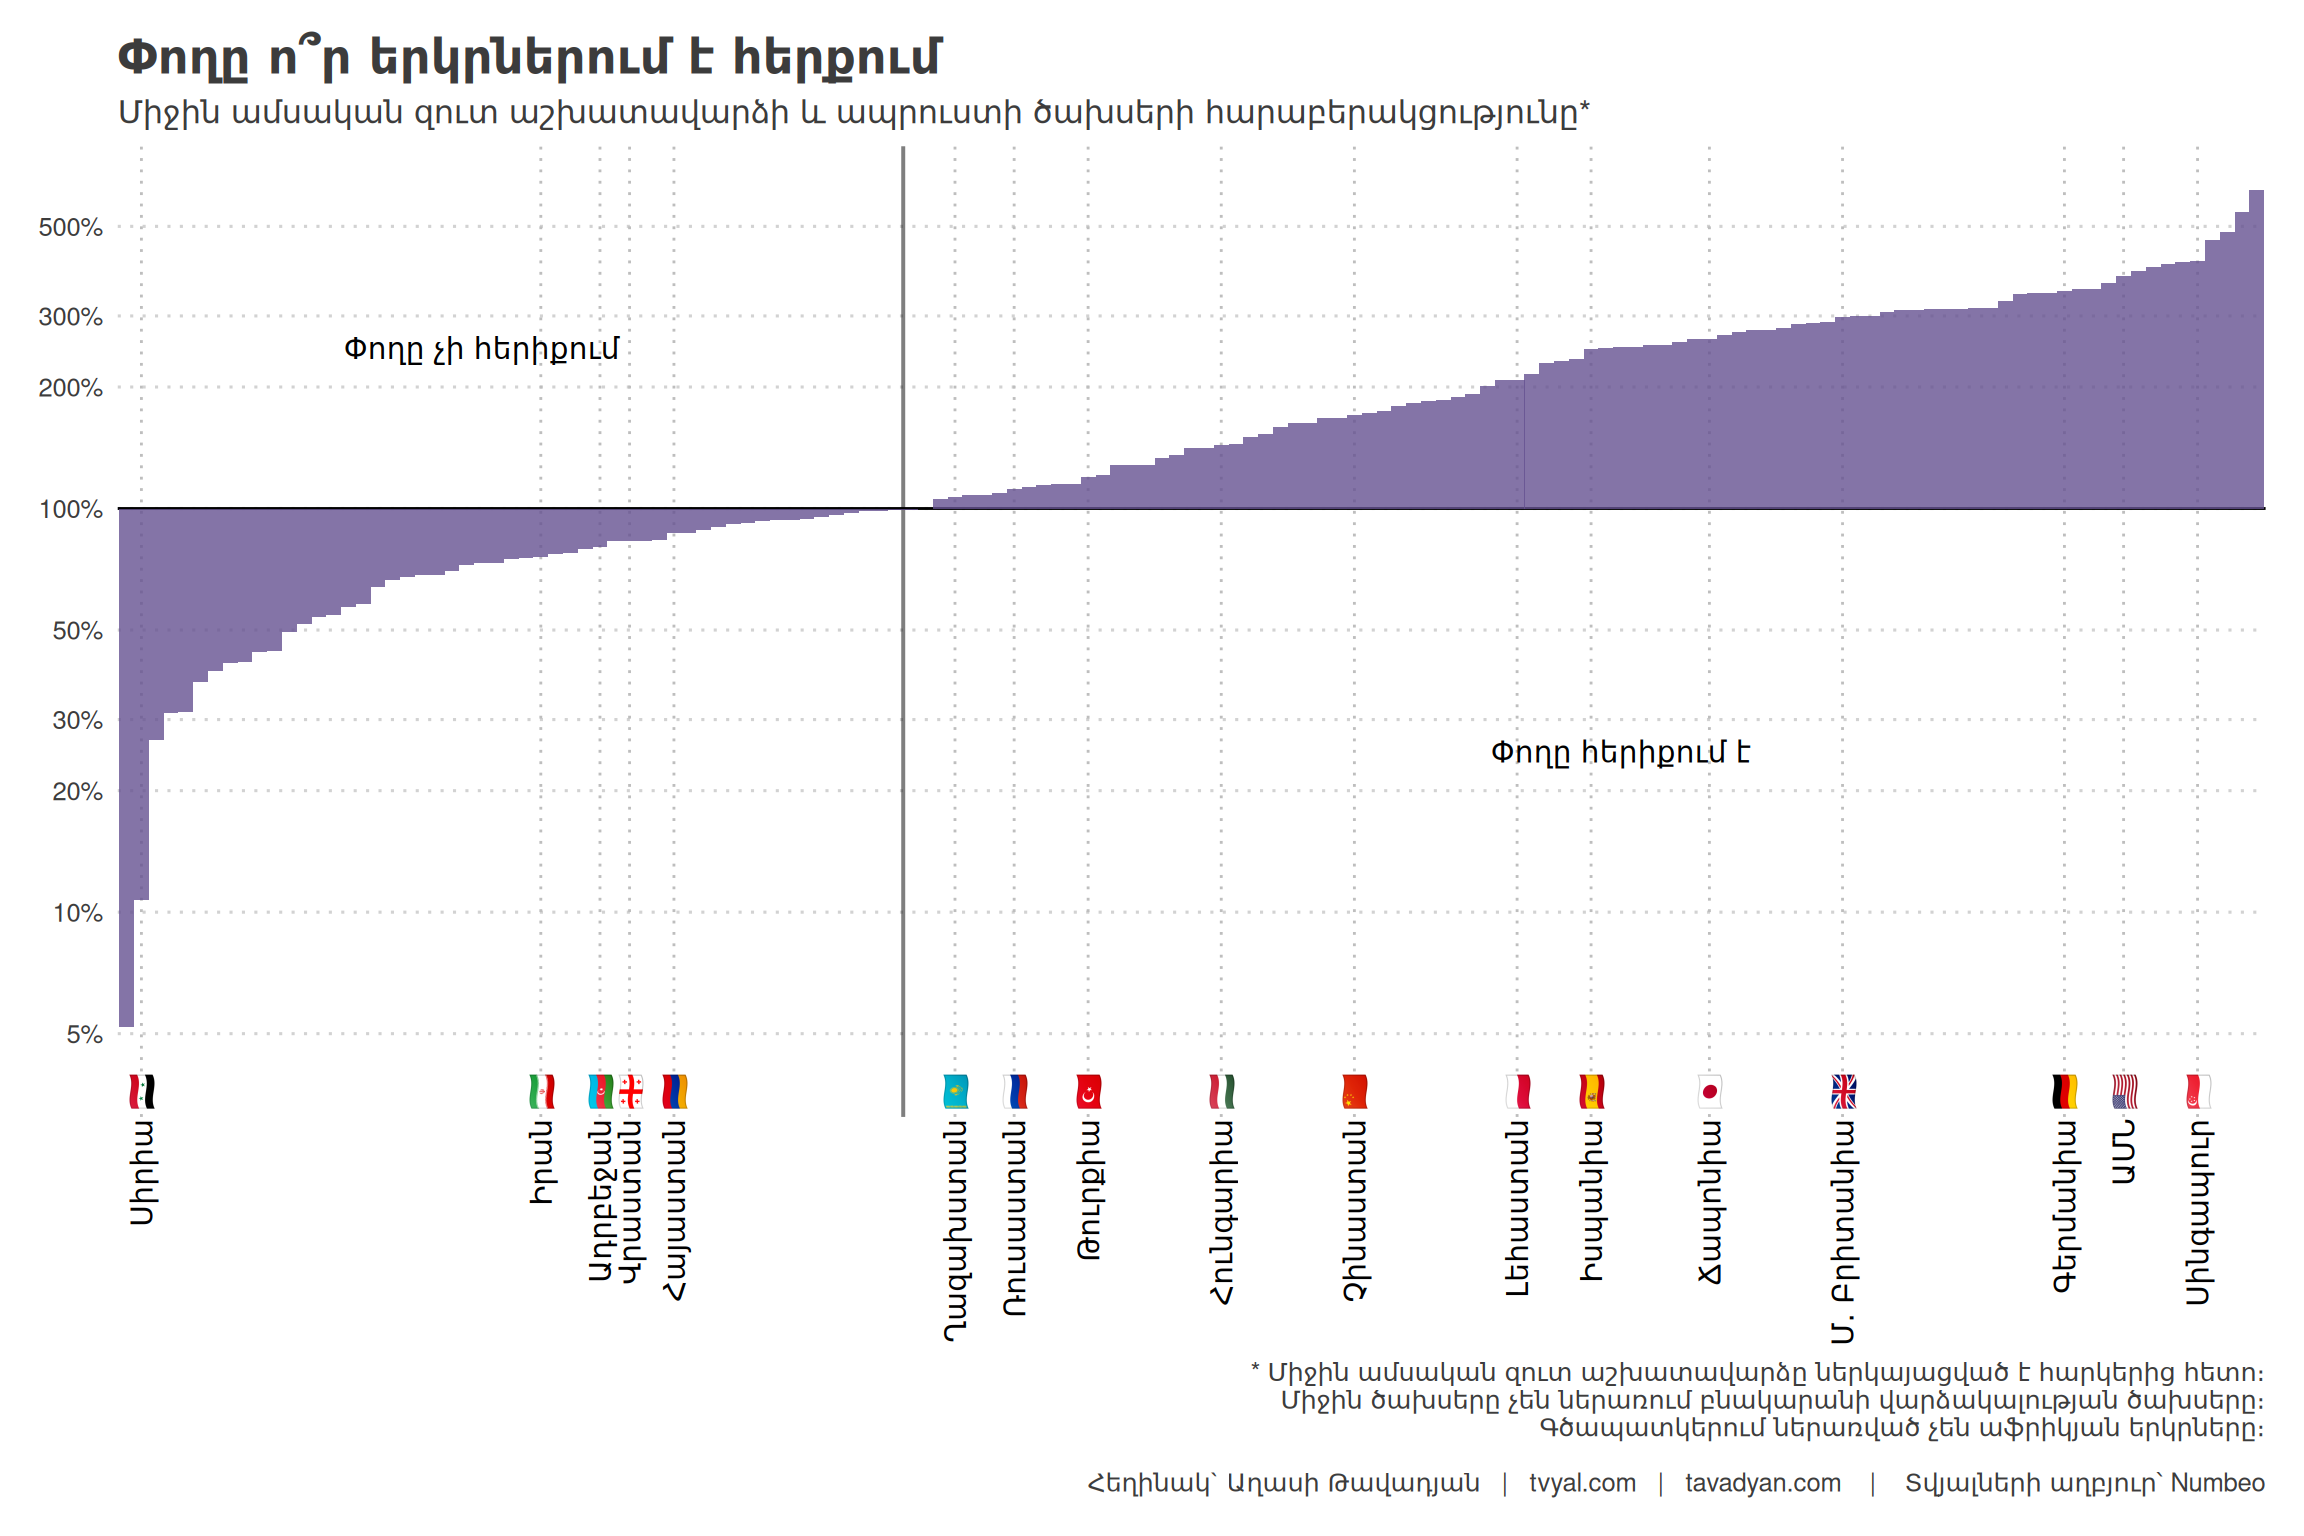 Փողը ո՞ր երկրներում է հերքում
Միջին ամսական զուտ աշխատավարձի և ապրուստի ծախսերի հարաբերակցությունը*
500%
300%
Փողը չի հերիքում
200%
100%
50%
30%
Փողը հերիքում է
20%
10%
5%
Սիրիա
Իրան
Ադրբեջան
Վրաստան
Հայաստան
Ղազախստան
Ռուսաստան
Թուրքիա
Հունգարիա
Չինաստան
Լեհաստան
Իսպանիա
Ճապոնիա
Մ. Բրիտանիա
Գերմանիա
ԱՄՆ
Սինգապուր
* Միջին ամսական զուտ աշխատավարձը ներկայացված է հարկերից հետո։
Միջին ծախսերը չեն ներառում բնակարանի վարձակալության ծախսերը։
Գծապատկերում ներառված չեն աֆրիկյան երկրները։
Հեղինակ՝ Աղասի Թավադյան | tvyal.com | tavadyan.com | Տվյալների աղբյուր՝ Numbeo